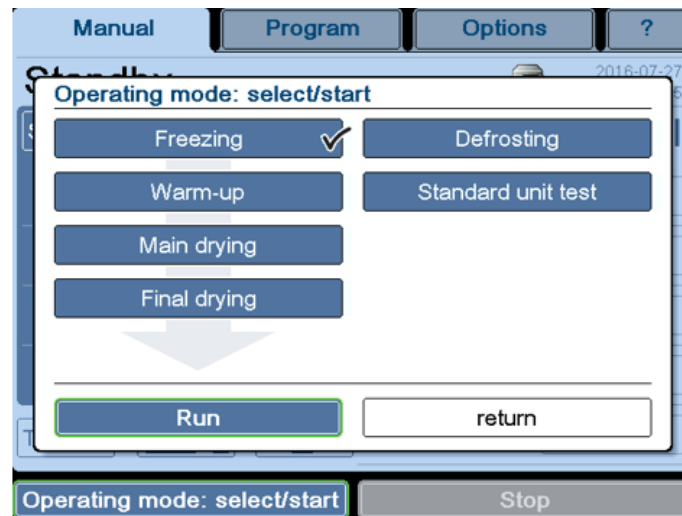 Manual Program Options ?
2016-07-27
Operating mode: select/start
Freezing Defrosting
Warm-up Standard unit test
Main drying
Final drying
Run return
Operating mode: select/start Stop